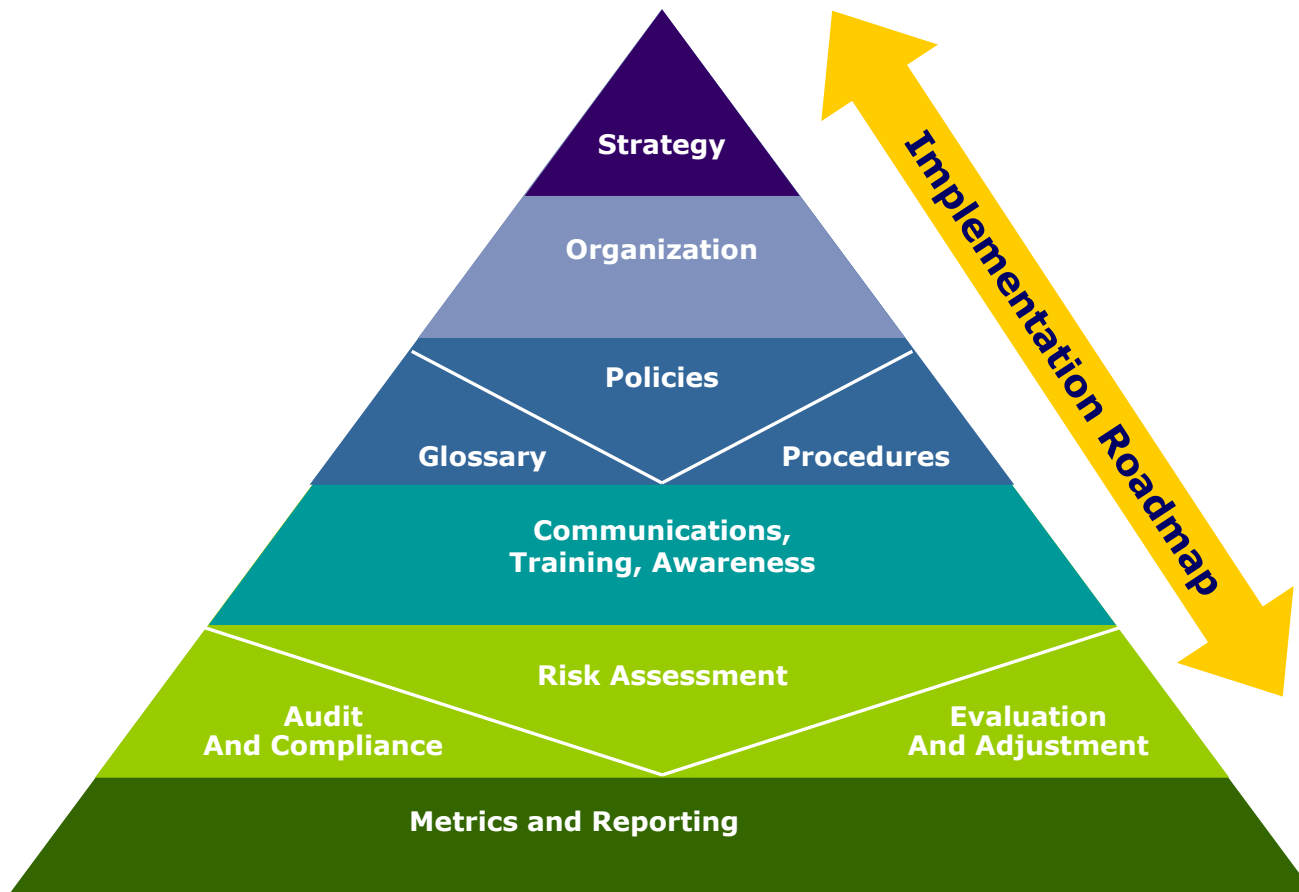 Strategy
Organization
Policies
Glossary
Procedures
Communications,
Training, Awareness
Risk Assessment
Audit
And Compliance
Evaluation
And Adjustment
Metrics and Reporting
Implementation Roadmap